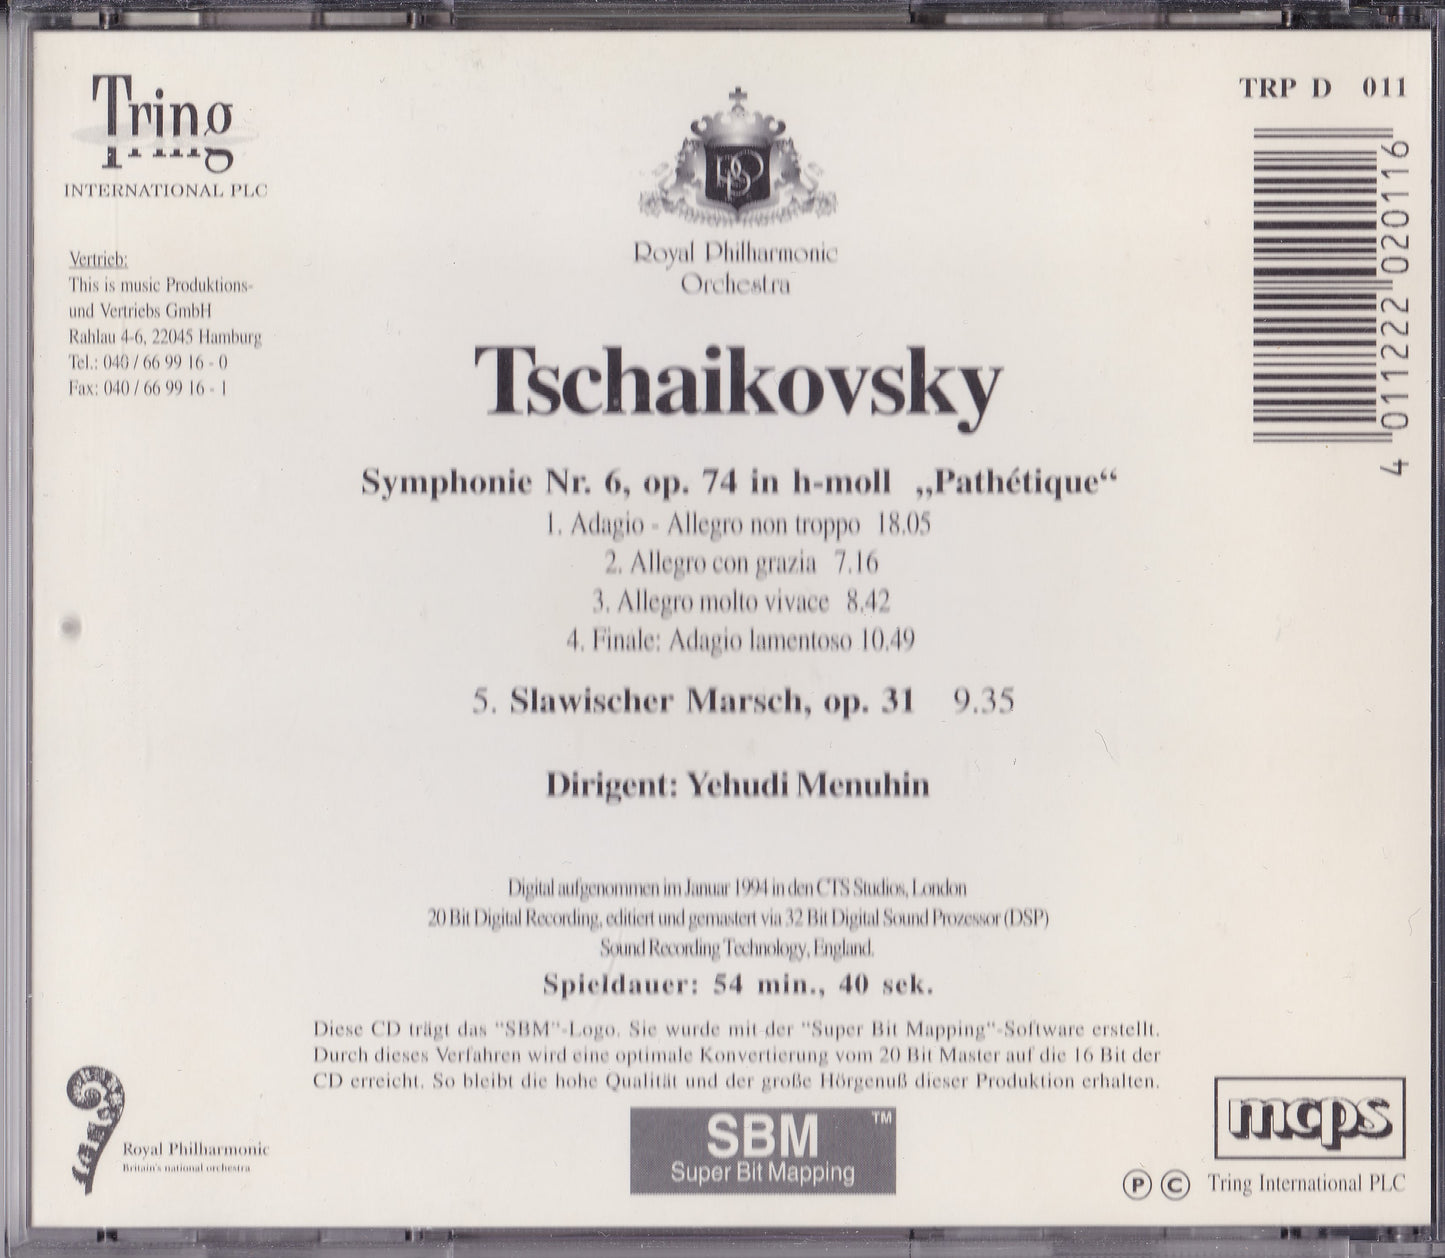 Tring
INTERNATIONAL PLC
Vertrieb:
This is music Produktions-
und Vertriebs GmbH
Rahlau 4-6, 22045 Hamburg
Tel.: 040 / 66 99 16 - 0
Fax: 040 / 66 99 16 - 1
RPO
Royal Philharmonic
Orchestra
TRP D 011
4 011222 020116
Tschaikovsky
Symphonie Nr. 6, op. 74 in h-moll „Pathétique“
1. Adagio - Allegro non troppo 18.05
2. Allegro con grazia 7.16
3. Allegro molto vivace 8.42
4. Finale: Adagio lamentoso 10.49
5. Slawischer Marsch, op. 31 9.35
Dirigent: Yehudi Menuhin
Digital aufgenommen im Januar 1994 in den CTS Studios, London
20 Bit Digital Recording, editiert und gemastert via 32 Bit Digital Sound Prozessor (DSP)
Sound Recording Technology, England.
Spieldauer: 54 min., 40 sek.
Diese CD trägt das "SBM"-Logo. Sie wurde mit der "Super Bit Mapping"-Software erstellt.
Durch dieses Verfahren wird eine optimale Konvertierung vom 20 Bit Master auf die 16 Bit der
CD erreicht. So bleibt die hohe Qualität und der große Hörgenuß dieser Produktion erhalten.
Royal Philharmonic
Britain's national orchestra
SBM TM
Super Bit Mapping
mcps
Ⓟ © Tring International PLC